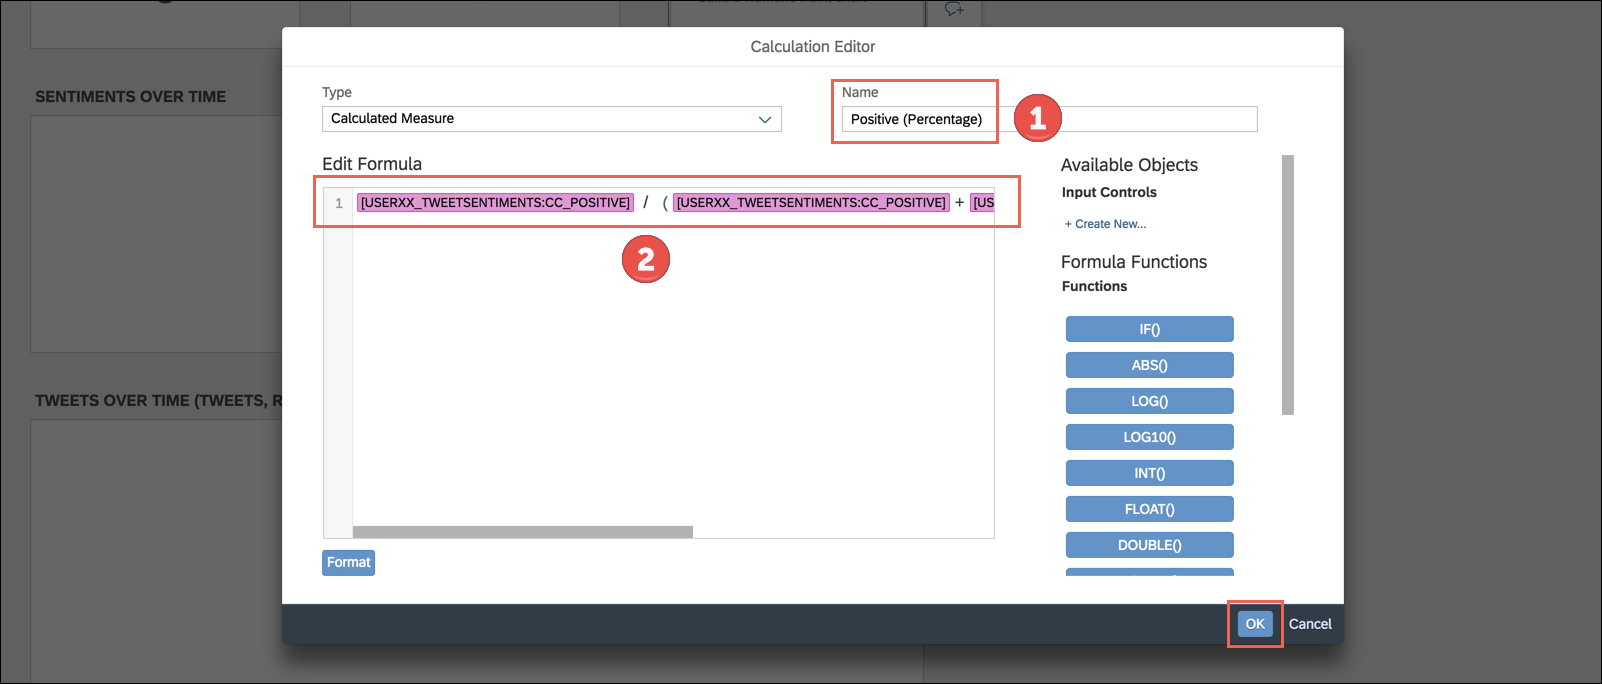 Calculation Editor
Type
Name
Calculated Measure
Positive (Percentage)
1
SENTIMENTS OVER TIME
Edit Formula
1 [USERXX_TWEETSENTIMENTS:CC_POSITIVE] / ( [USERXX_TWEETSENTIMENTS:CC_POSITIVE] + [US
2
Available Objects
Input Controls
+ Create New...
Formula Functions
Functions
IF()
ABS()
LOG()
LOG10()
INT()
FLOAT()
DOUBLE()
TWEETS OVER TIME (TWEETS, R
Format
OK
Cancel